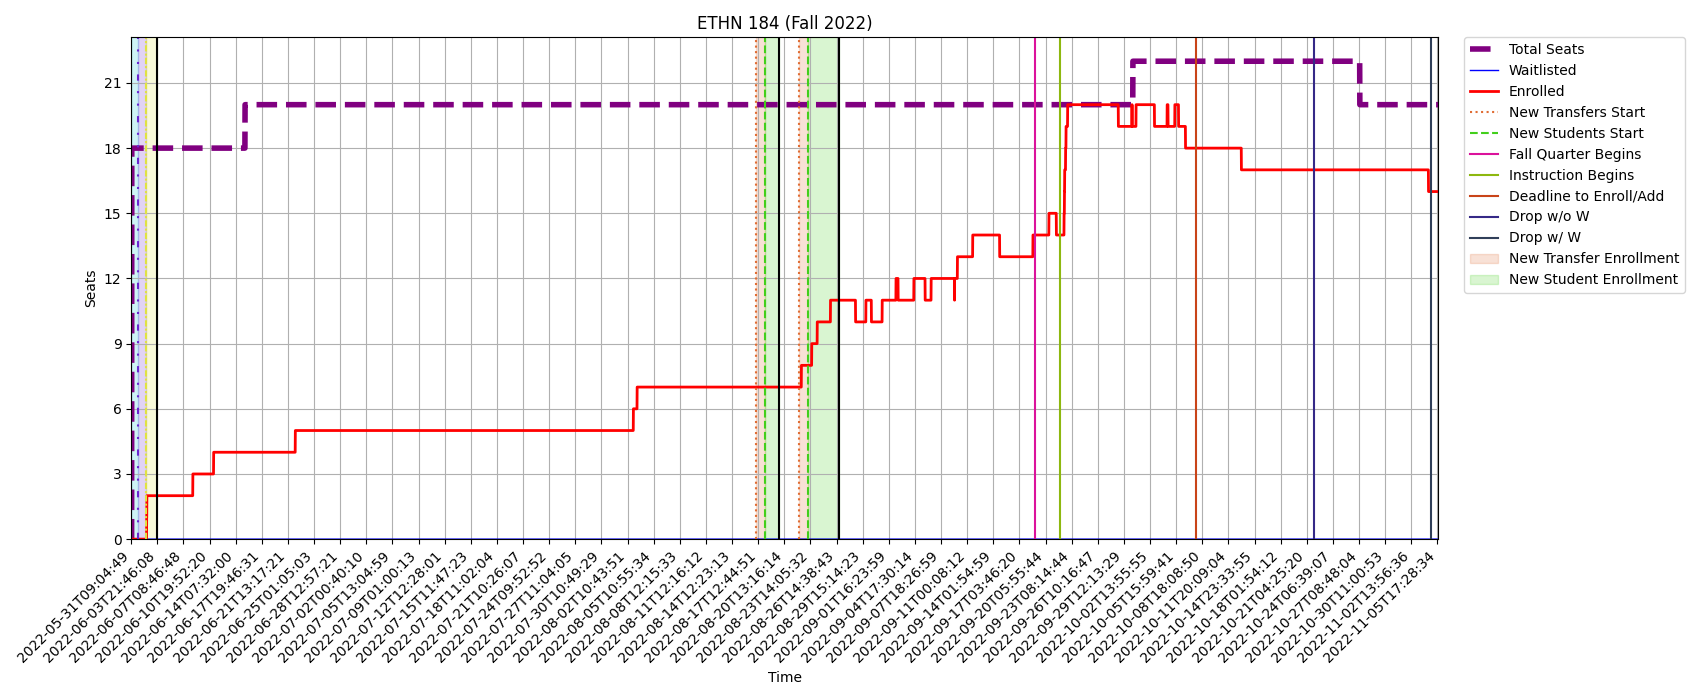 ETHN 184 (Fall 2022)
Total Seats
Waitlisted
Enrolled
New Transfers Start
New Students Start
Fall Quarter Begins
Instruction Begins
Deadline to Enroll/Add
Drop w/o W
Drop w/ W
New Transfer Enrollment
New Student Enrollment
Seats
21
18
15
12
9
6
3
0
2022-05-31T09:04:49
2022-06-03T21:46:08
2022-06-07T08:46:48
2022-06-10T19:52:20
2022-06-14T07:32:00
2022-06-17T19:46:31
2022-06-21T13:17:21
2022-06-25T01:05:03
2022-06-28T12:57:21
2022-07-02T00:40:10
2022-07-05T13:04:59
2022-07-09T01:00:13
2022-07-12T12:28:01
2022-07-15T11:47:23
2022-07-18T11:02:04
2022-07-21T10:26:07
2022-07-24T09:52:52
2022-07-27T11:04:05
2022-07-30T10:49:29
2022-08-02T10:43:51
2022-08-05T10:55:34
2022-08-08T12:15:33
2022-08-11T12:16:12
2022-08-14T12:23:13
2022-08-17T12:44:51
2022-08-20T13:16:14
2022-08-23T14:05:32
2022-08-26T14:38:43
2022-08-29T15:14:23
2022-09-01T16:23:59
2022-09-04T17:30:14
2022-09-07T18:26:59
2022-09-11T00:08:12
2022-09-14T01:54:59
2022-09-17T03:46:20
2022-09-20T05:55:44
2022-09-23T08:14:44
2022-09-26T10:16:47
2022-09-29T12:13:29
2022-10-02T13:55:55
2022-10-05T15:59:41
2022-10-08T18:08:50
2022-10-11T20:09:04
2022-10-14T23:33:55
2022-10-18T01:54:12
2022-10-21T04:25:20
2022-10-24T06:39:07
2022-10-27T08:48:04
2022-10-30T11:00:53
2022-11-02T13:56:36
2022-11-05T17:28:34
Time